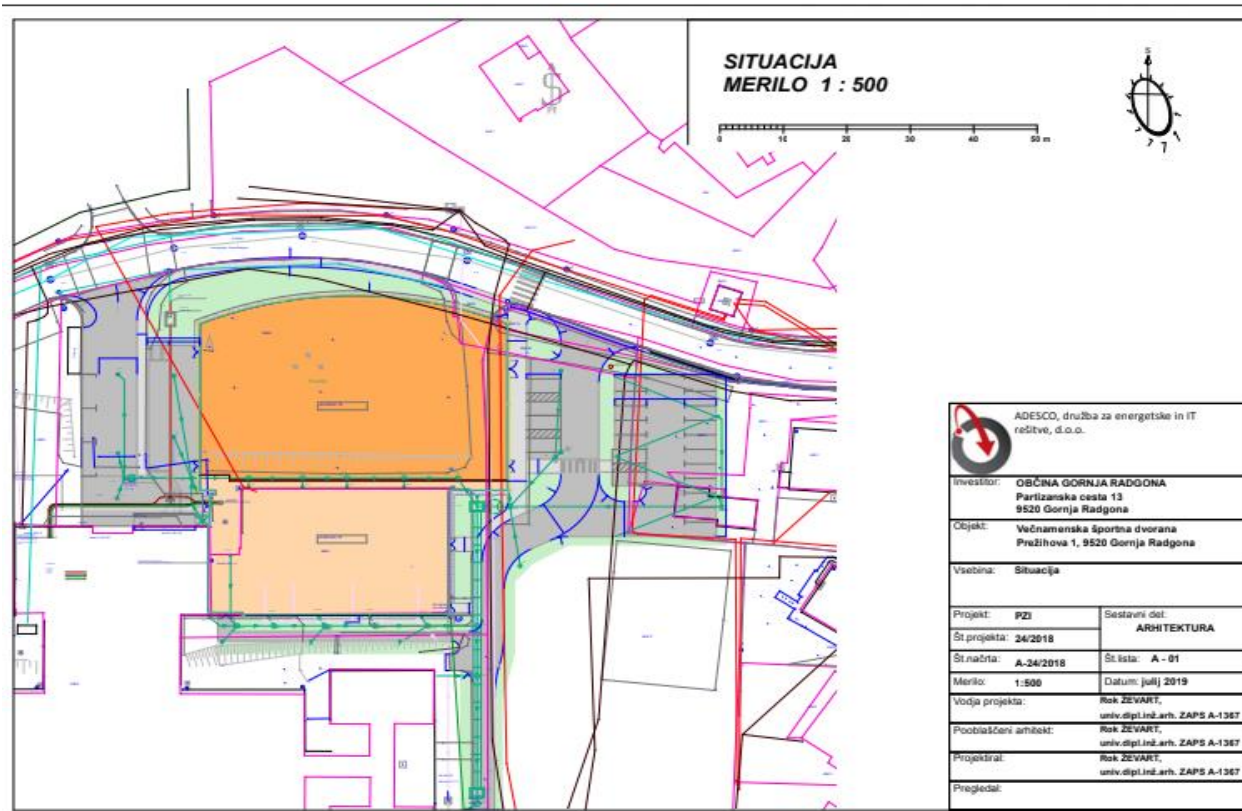 SITUACIJA
MERILO 1 : 500
S
0 10 20 30 40 50 m
ADESCO, družba za energetske in IT
rešitve, d.o.o.
Investitor: OBČINA GORNJA RADGONA
Partizanska cesta 13
9520 Gornja Radgona
Objekt: Večnamenska športna dvorana
Prežihova 1, 9520 Gornja Radgona
Vsebina: Situacija
Projekt: PZI
Sestavni del:
ARHITEKTURA
Št.projekta: 24/2018
Št.načrta: A-24/2018
Št.lista: A - 01
Merilo: 1:500
Datum: julij 2019
Vodja projekta: Rok ŽEVART,
univ.dipl.inž.arh. ZAPS A-1367
Pooblaščeni arhitekt: Rok ŽEVART,
univ.dipl.inž.arh. ZAPS A-1367
Projektiral: Rok ŽEVART,
univ.dipl.inž.arh. ZAPS A-1367
Pregledal: